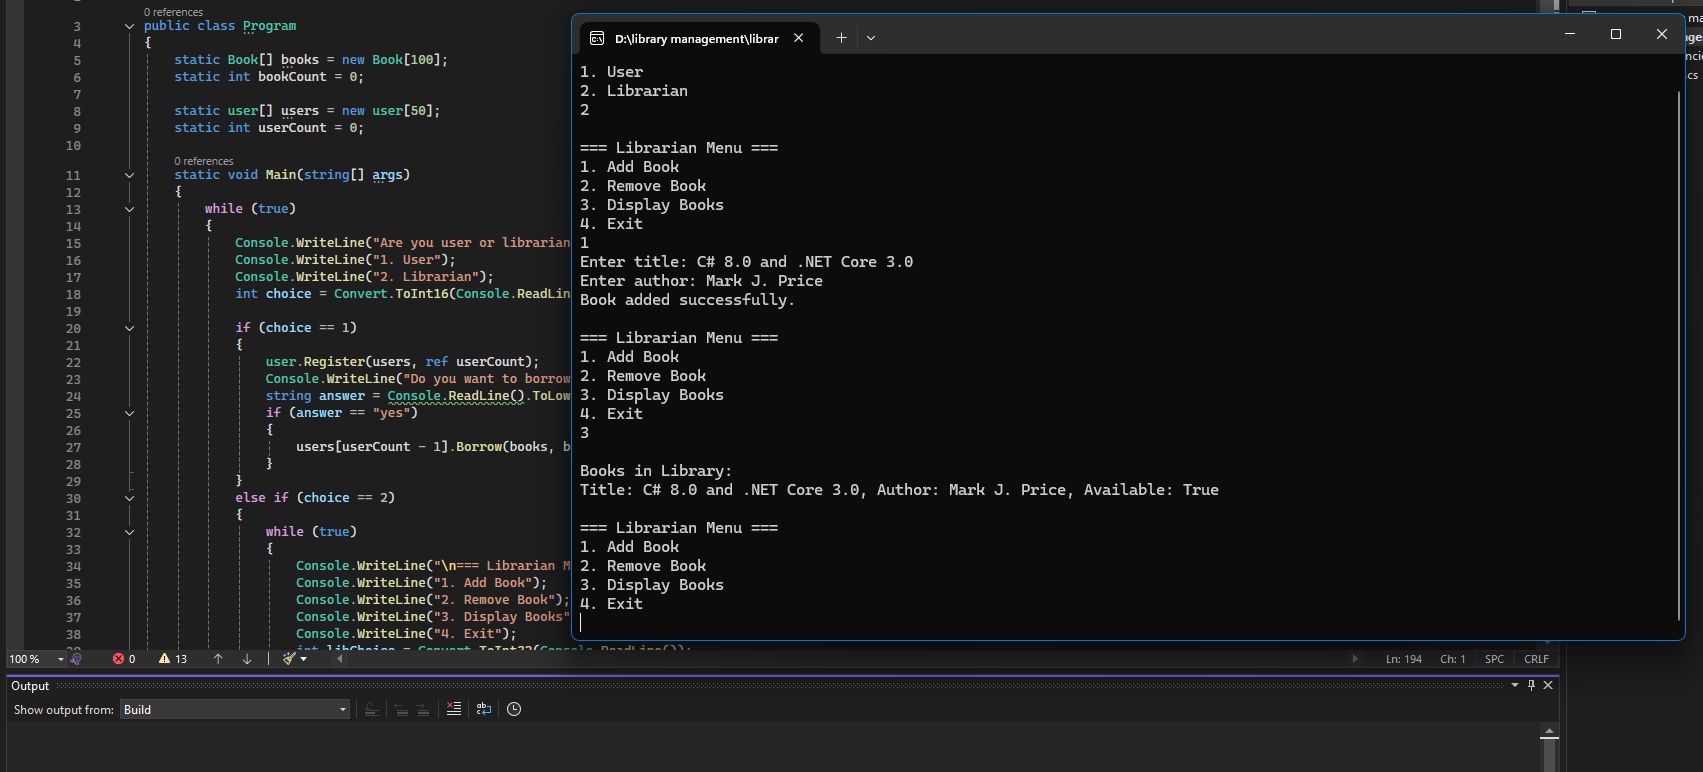 0 references
3 public class Program
4 {
5 static Book[] books = new Book[100];
6 static int bookCount = 0;
7
8 static user[] users = new user[50];
9 static int userCount = 0;
10
0 references
11 static void Main(string[] args)
12 {
13 while (true)
14 {
15 Console.WriteLine("Are you user or librarian
16 Console.WriteLine("1. User");
17 Console.WriteLine("2. Librarian");
18 int choice = Convert.ToInt16(Console.ReadLin
19
20 if (choice == 1)
21 {
22 user.Register(users, ref userCount);
23 Console.WriteLine("Do you want to borrow
24 string answer = Console.ReadLine().ToLow
25 if (answer == "yes")
26 {
27 users[userCount - 1].Borrow(books, b
28 }
29 }
30 else if (choice == 2)
31 {
32 while (true)
33 {
34 Console.WriteLine("\n=== Librarian M
35 Console.WriteLine("1. Add Book");
36 Console.WriteLine("2. Remove Book");
37 Console.WriteLine("3. Display Books"
38 Console.WriteLine("4. Exit");
39 int libChoice = Convert.ToInt32(Console.ReadLine());
D:\library management\librar
1. User
2. Librarian
2
=== Librarian Menu ===
1. Add Book
2. Remove Book
3. Display Books
4. Exit
1
Enter title: C# 8.0 and .NET Core 3.0
Enter author: Mark J. Price
Book added successfully.
=== Librarian Menu ===
1. Add Book
2. Remove Book
3. Display Books
4. Exit
3
Books in Library:
Title: C# 8.0 and .NET Core 3.0, Author: Mark J. Price, Available: True
=== Librarian Menu ===
1. Add Book
2. Remove Book
3. Display Books
4. Exit
100 % 0 13 Ln: 194 Ch: 1 SPC CRLF
Output
Show output from: Build